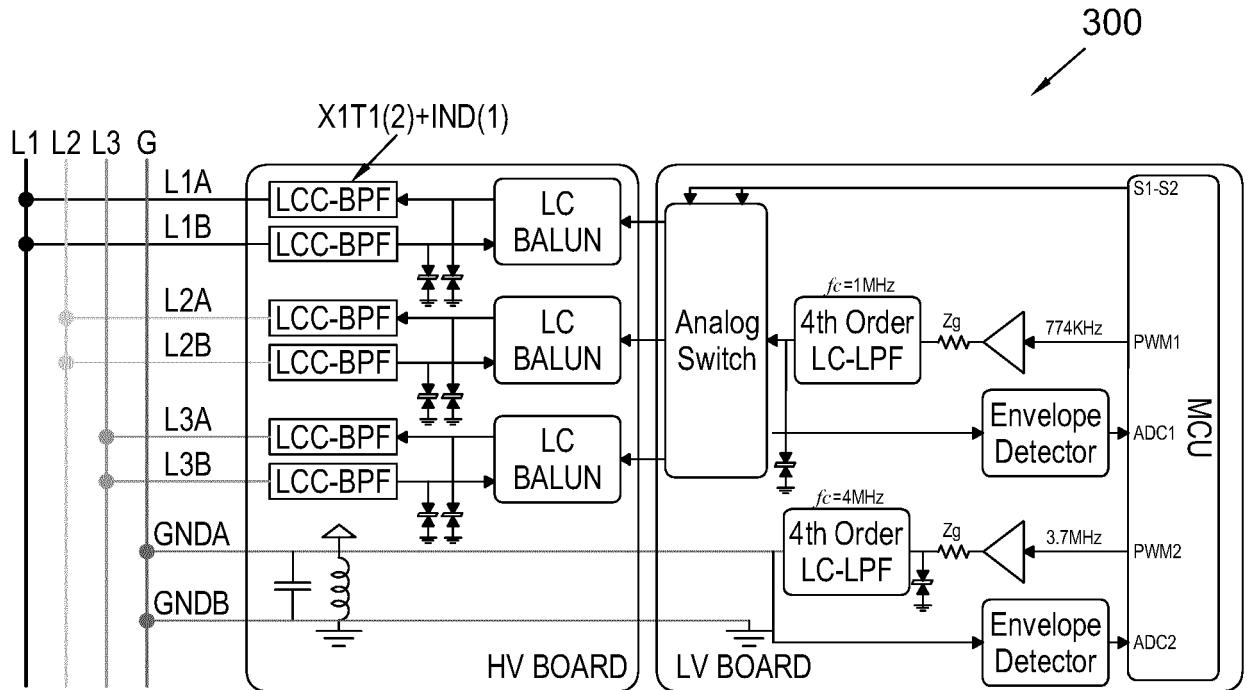 300
X1T1(2)+IND(1)
L1 L2 L3 G
L1A
L1B
L2A
L2B
L3A
L3B
GNDA
GNDB
LCC-BPF
LCC-BPF
LCC-BPF
LCC-BPF
LCC-BPF
LCC-BPF
LC
BALUN
LC
BALUN
LC
BALUN
HV BOARD
Analog
Switch
fc=1MHz
4th Order
LC-LPF
Zg
774KHz
Envelope
Detector
fc=4MHz
4th Order
LC-LPF
Zg
3.7MHz
Envelope
Detector
LV BOARD
S1-S2
PWM1
ADC1
PWM2
ADC2
MCU